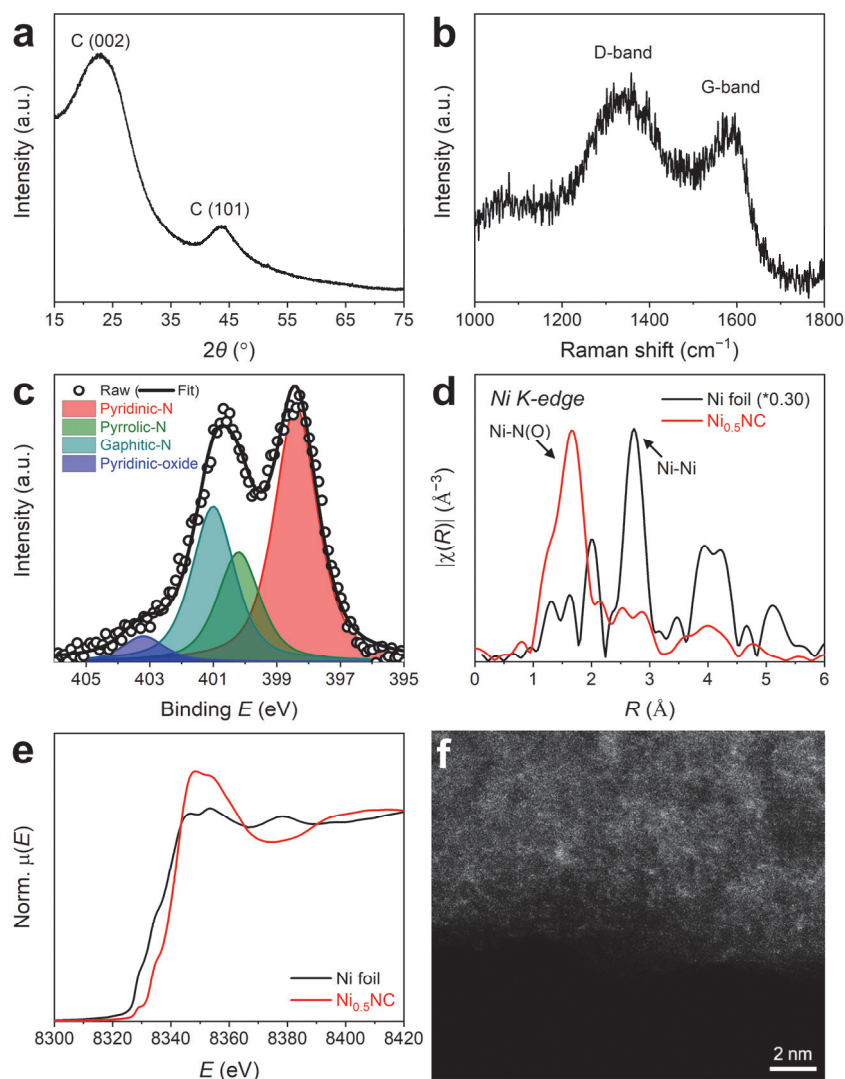 a
C (002)
C (101)
Intensity (a.u.)
15 25 35 45 55 65 75
2θ (°)
b
D-band
G-band
Intensity (a.u.)
1000 1200 1400 1600 1800
Raman shift (cm⁻¹)
c
Raw (—Fit)
Pyridinic-N
Pyrrolic-N
Gaphitic-N
Pyridinic-oxide
Intensity (a.u.)
405 403 401 399 397 395
Binding E (eV)
d
Ni K-edge
Ni foil (*0.30)
Ni₀.₅NC
Ni-N(O)
Ni-Ni
|χ(R)| (Å⁻³)
0 1 2 3 4 5 6
R (Å)
e
Norm. μ(E)
Ni foil
Ni₀.₅NC
8300 8320 8340 8360 8380 8400 8420
E (eV)
f
2 nm